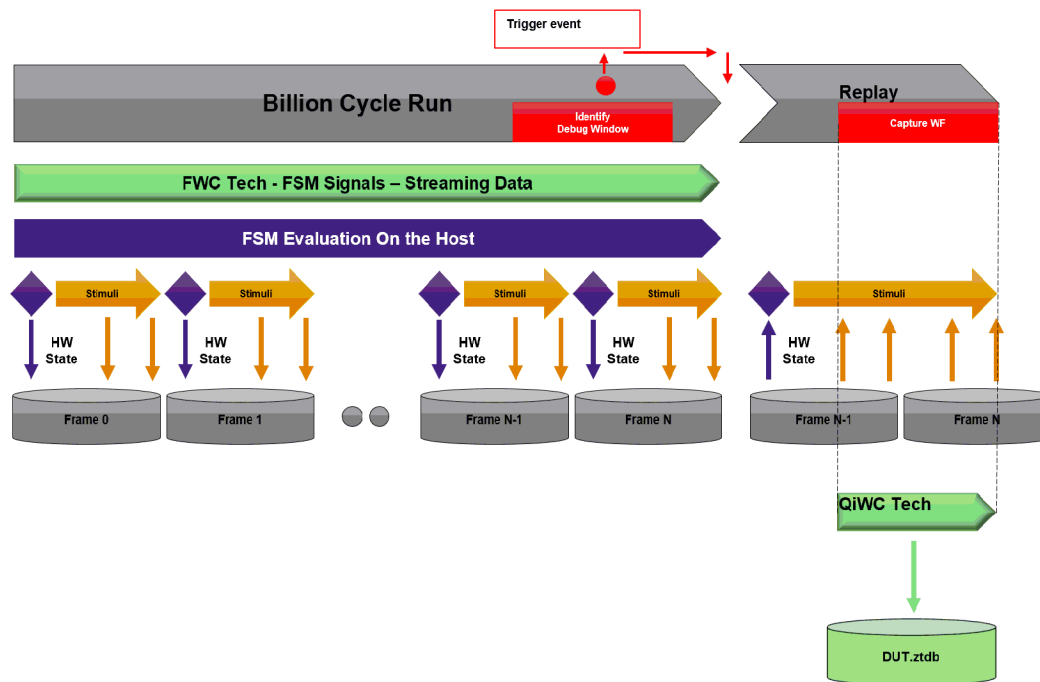 Trigger event
Billion Cycle Run
Identify
Debug Window
Replay
Capture WF
FWC Tech - FSM Signals – Streaming Data
FSM Evaluation On the Host
Stimuli
Stimuli
Stimuli
Stimuli
Stimuli
HW
State
HW
State
HW
State
HW
State
HW
State
Frame 0
Frame 1
Frame N-1
Frame N
Frame N-1
Frame N
QiWC Tech
DUT.ztdb